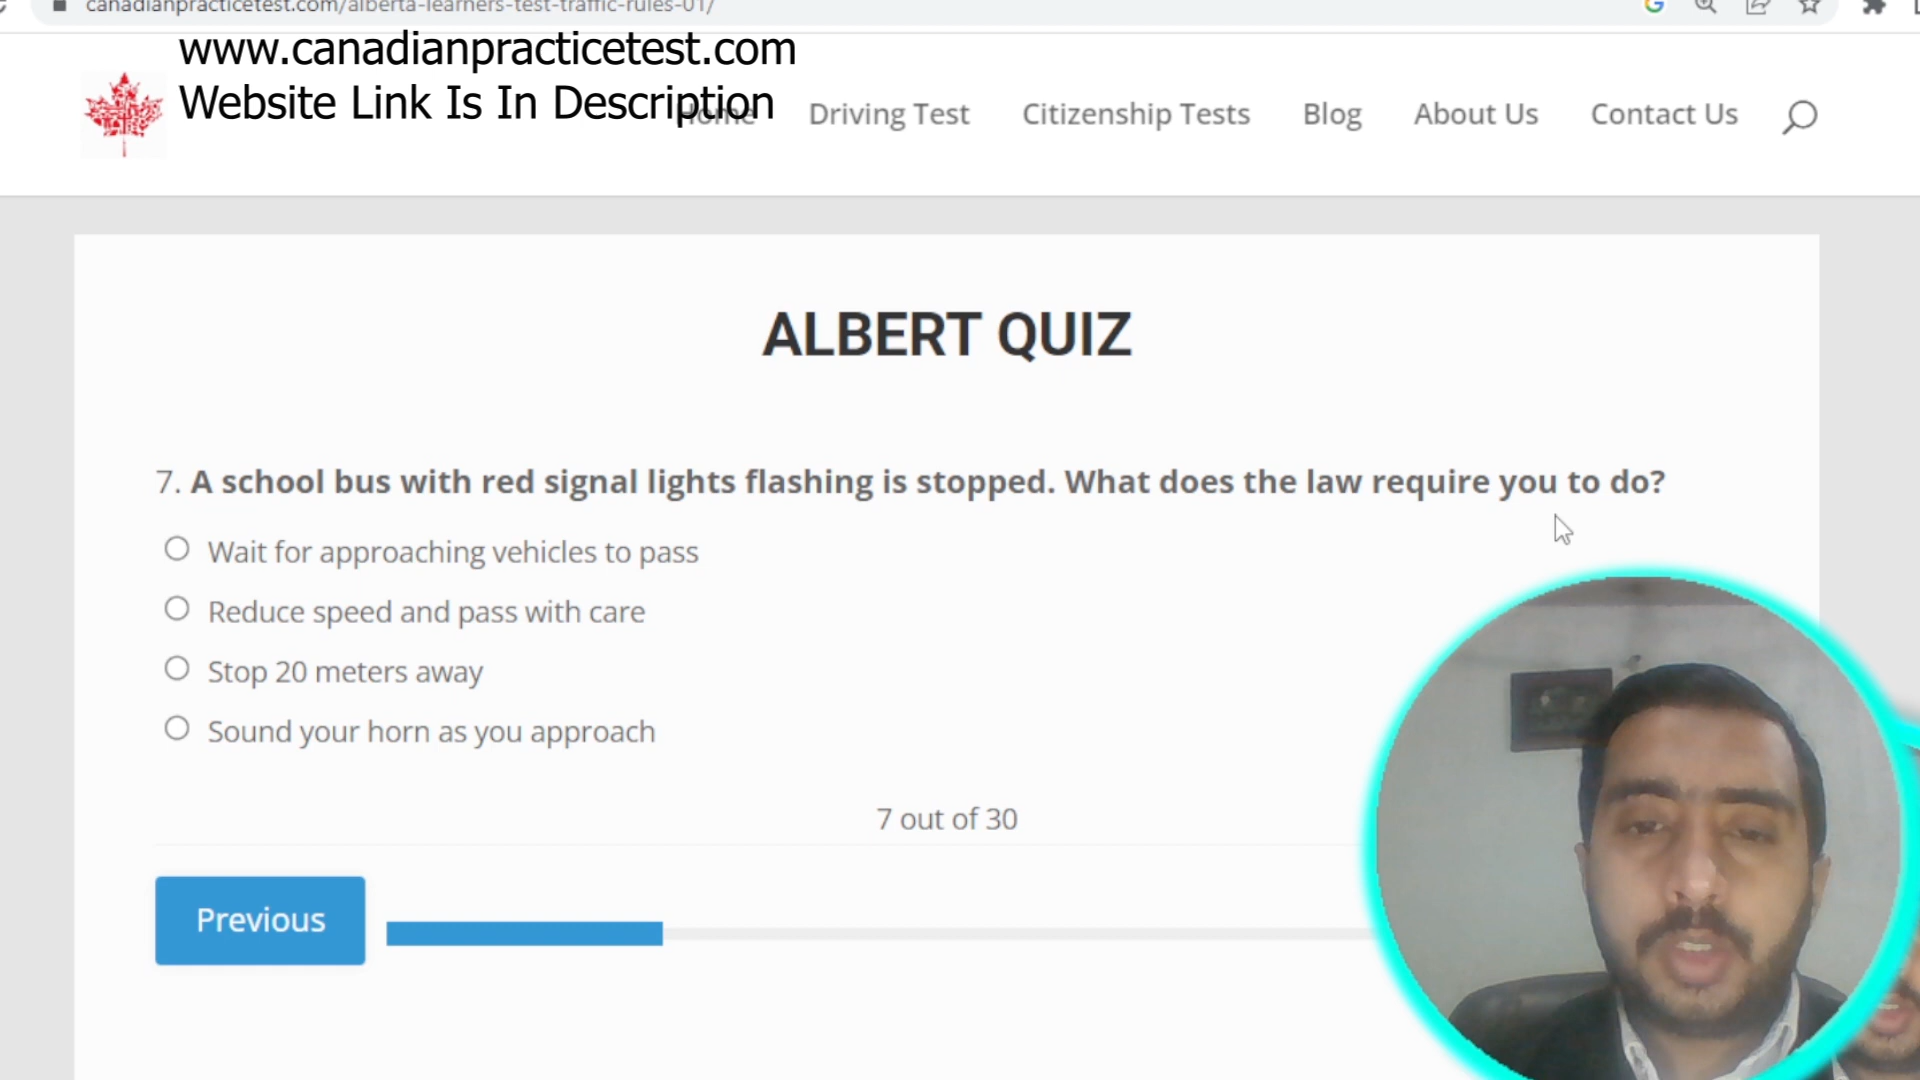 canadianpracticetest.com/alberta-learners-test-traffic-rules-01/
www.canadianpracticetest.com
Website Link Is In Description
Home Driving Test Citizenship Tests Blog About Us Contact Us
ALBERT QUIZ
7. A school bus with red signal lights flashing is stopped. What does the law require you to do?
Wait for approaching vehicles to pass
Reduce speed and pass with care
Stop 20 meters away
Sound your horn as you approach
7 out of 30
Previous